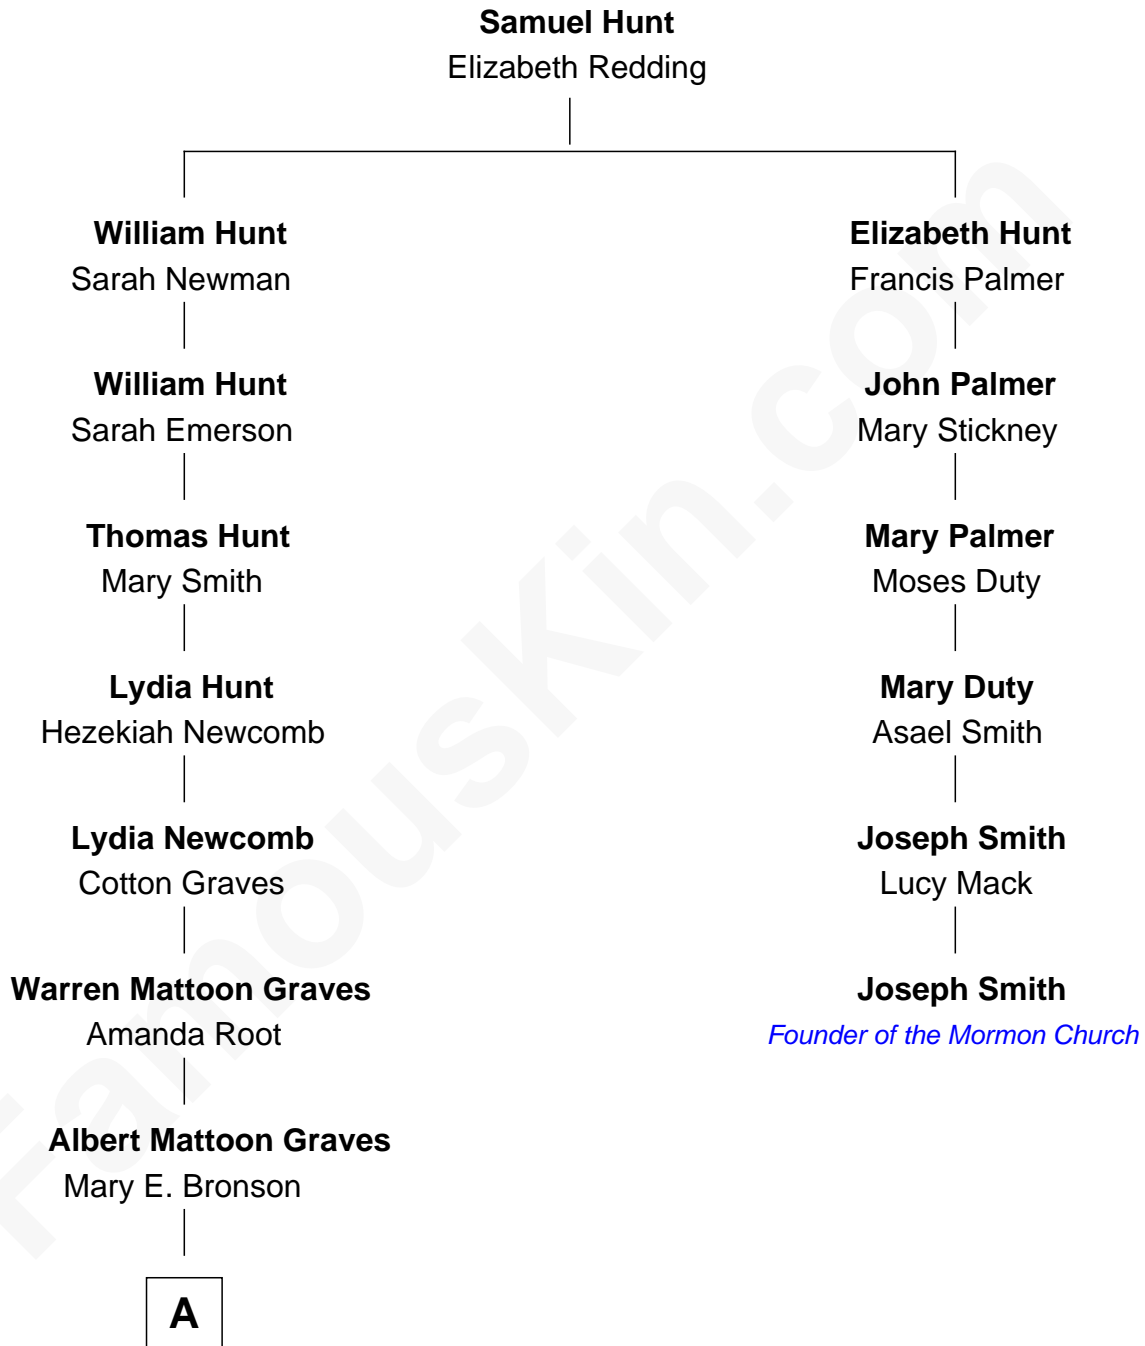 Samuel Hunt
Elizabeth Redding
William Hunt
Sarah Newman
Elizabeth Hunt
Francis Palmer
William Hunt
Sarah Emerson
John Palmer
Mary Stickney
Thomas Hunt
Mary Smith
Mary Palmer
Moses Duty
Lydia Hunt
Hezekiah Newcomb
Mary Duty
Asael Smith
Lydia Newcomb
Cotton Graves
Joseph Smith
Lucy Mack
Warren Mattoon Graves
Amanda Root
Joseph Smith
Founder of the Mormon Church
Albert Mattoon Graves
Mary E. Bronson
A
FamousKin.com